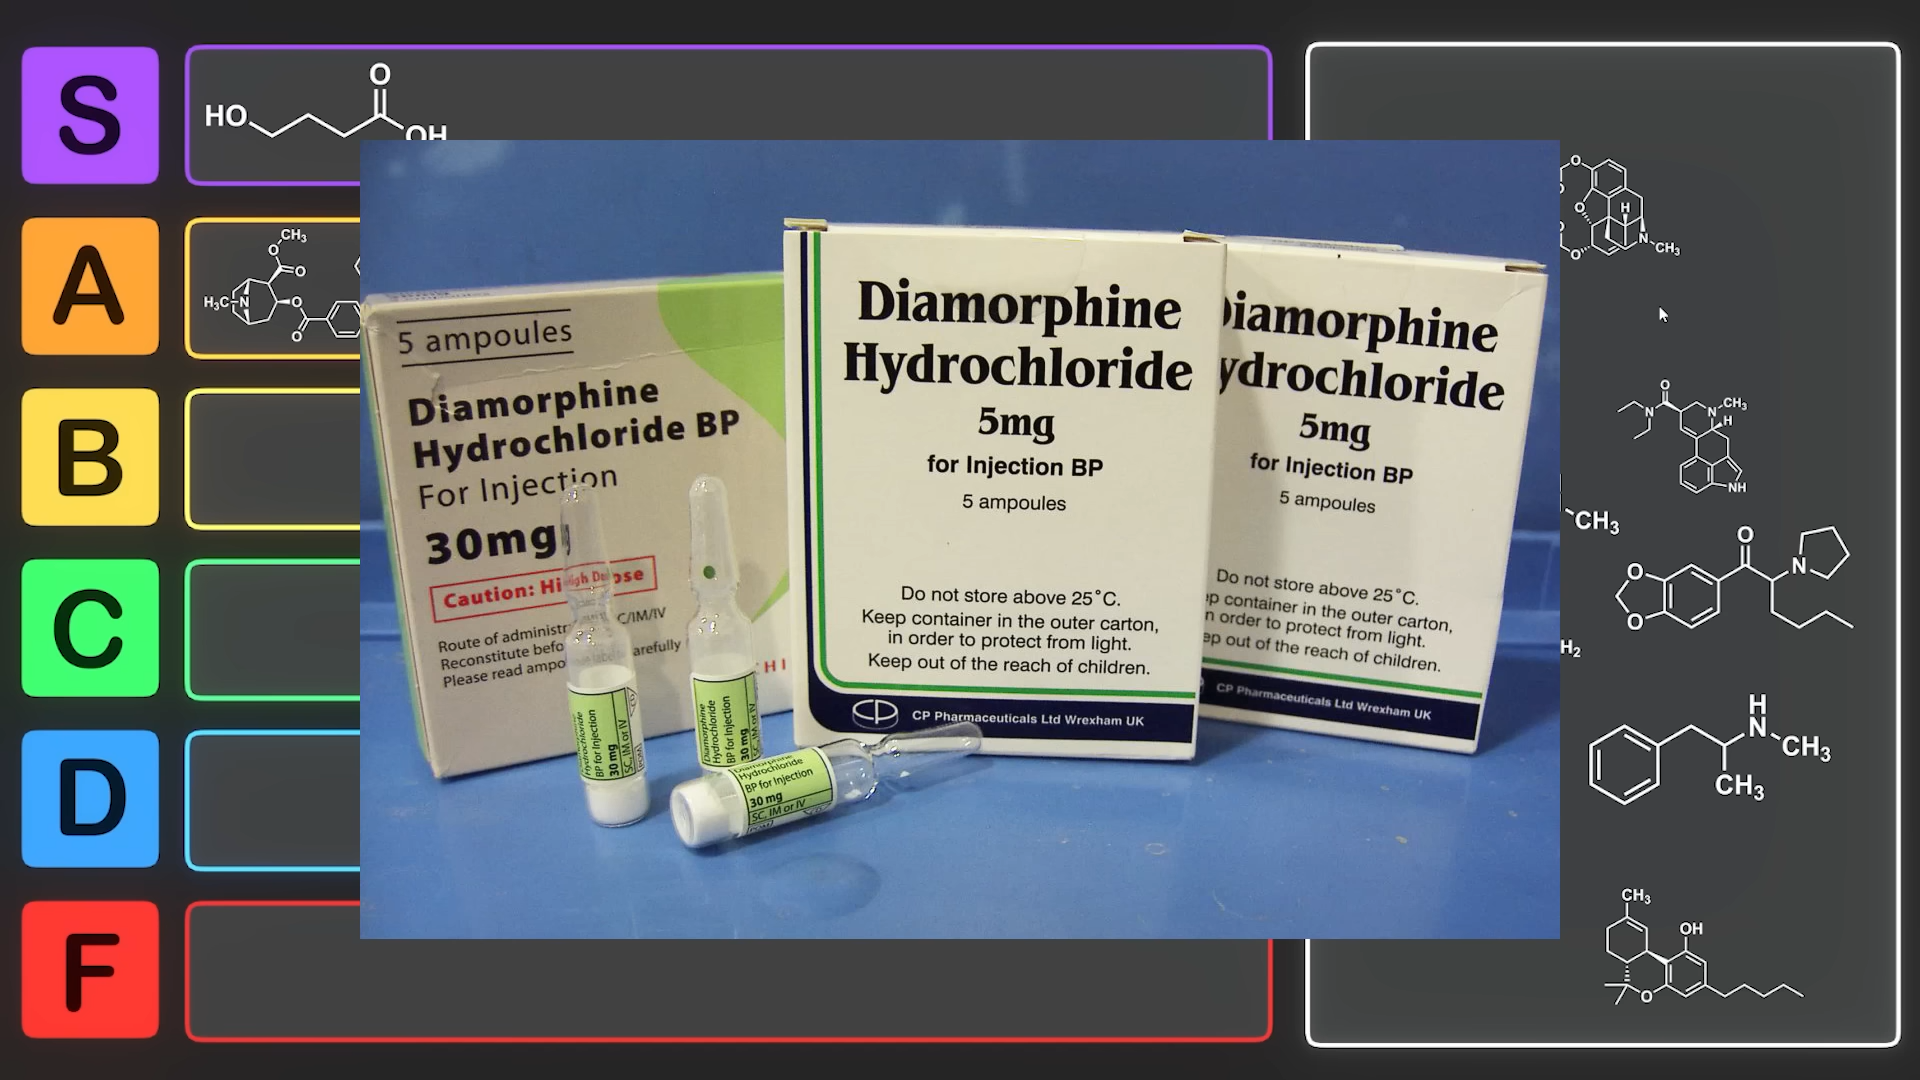 S
O
HO
OH
A
CH3
O
O
H3C
N
O
O
B
C
D
F
5 ampoules
Diamorphine
Hydrochloride BP
For Injection
30mg
Caution: High Dose
C/IM/IV
Route of
Reconstitute
Please read
Diamorphine
Hydrochloride
5mg
for Injection BP
5 ampoules
Do not store above 25°C.
Keep container in the outer carton,
in order to protect from light.
Keep out of the reach of children.
CP
CP Pharmaceuticals Ltd Wrexham UK
Diamorphine
ydrochloride
5mg
for Injection BP
5 ampoules
Do not store above 25°C.
container in the outer carton,
order to protect from light.
out of the reach of children.
CP Pharmaceuticals Ltd Wrexham UK
Hydrochloride
BP for Injection
30 mg
SC, IM or IV
Diamorphine
Hydrochloride
BP for Injection
30 mg
SC, IM or IV
Diamorphine
Hydrochloride
BP for Injection
30 mg
SC, IM or IV
O
O
H
N
CH3
O
O
N
N
CH3
H
NH
CH3
O
O
N
O
H2
H
N
CH3
CH3
CH3
OH
O